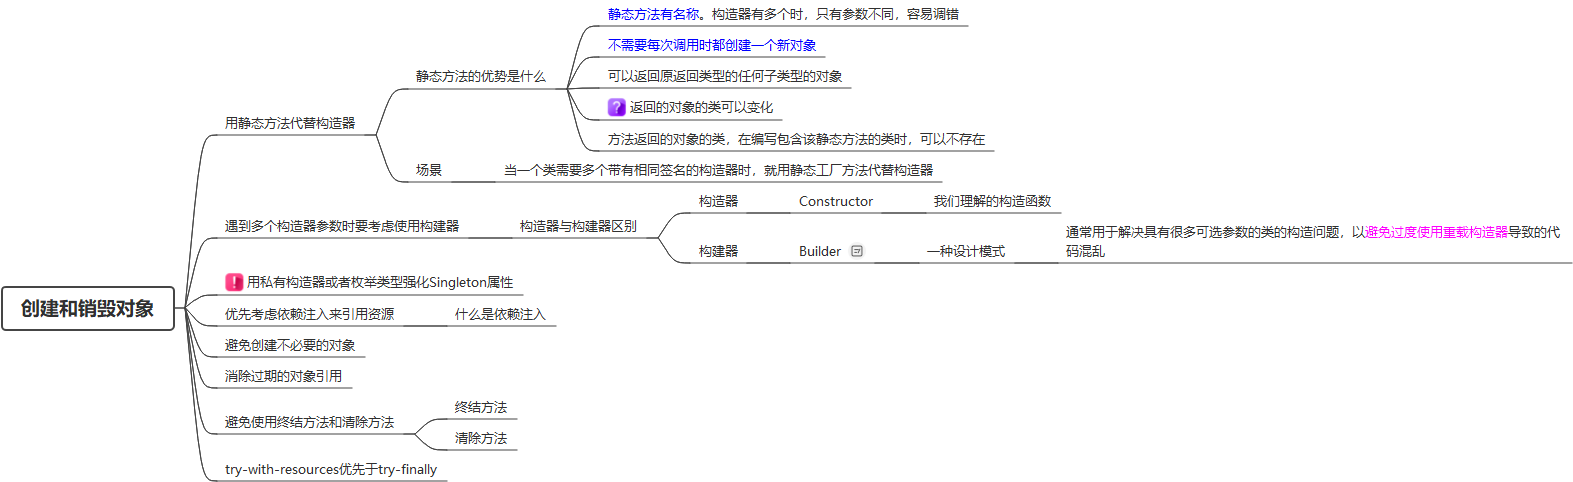 创建和销毁对象
用静态方法代替构造器
静态方法的优势是什么
静态方法有名称。构造器有多个时，只有参数不同，容易调错
不需要每次调用时都创建一个新对象
可以返回原返回类型的任何子类型的对象
返回的对象的类可以变化
方法返回的对象的类，在编写包含该静态方法的类时，可以不存在
场景
当一个类需要多个带有相同签名的构造器时，就用静态工厂方法代替构造器
遇到多个构造器参数时要考虑使用构建器
构造器与构建器区别
构造器
Constructor
我们理解的构造函数
构建器
Builder
一种设计模式
通常用于解决具有很多可选参数的类的构造问题，以避免过度使用重载构造器导致的代
码混乱
用私有构造器或者枚举类型强化Singleton属性
优先考虑依赖注入来引用资源
什么是依赖注入
避免创建不必要的对象
消除过期的对象引用
避免使用终结方法和清除方法
终结方法
清除方法
try-with-resources优先于try-finally